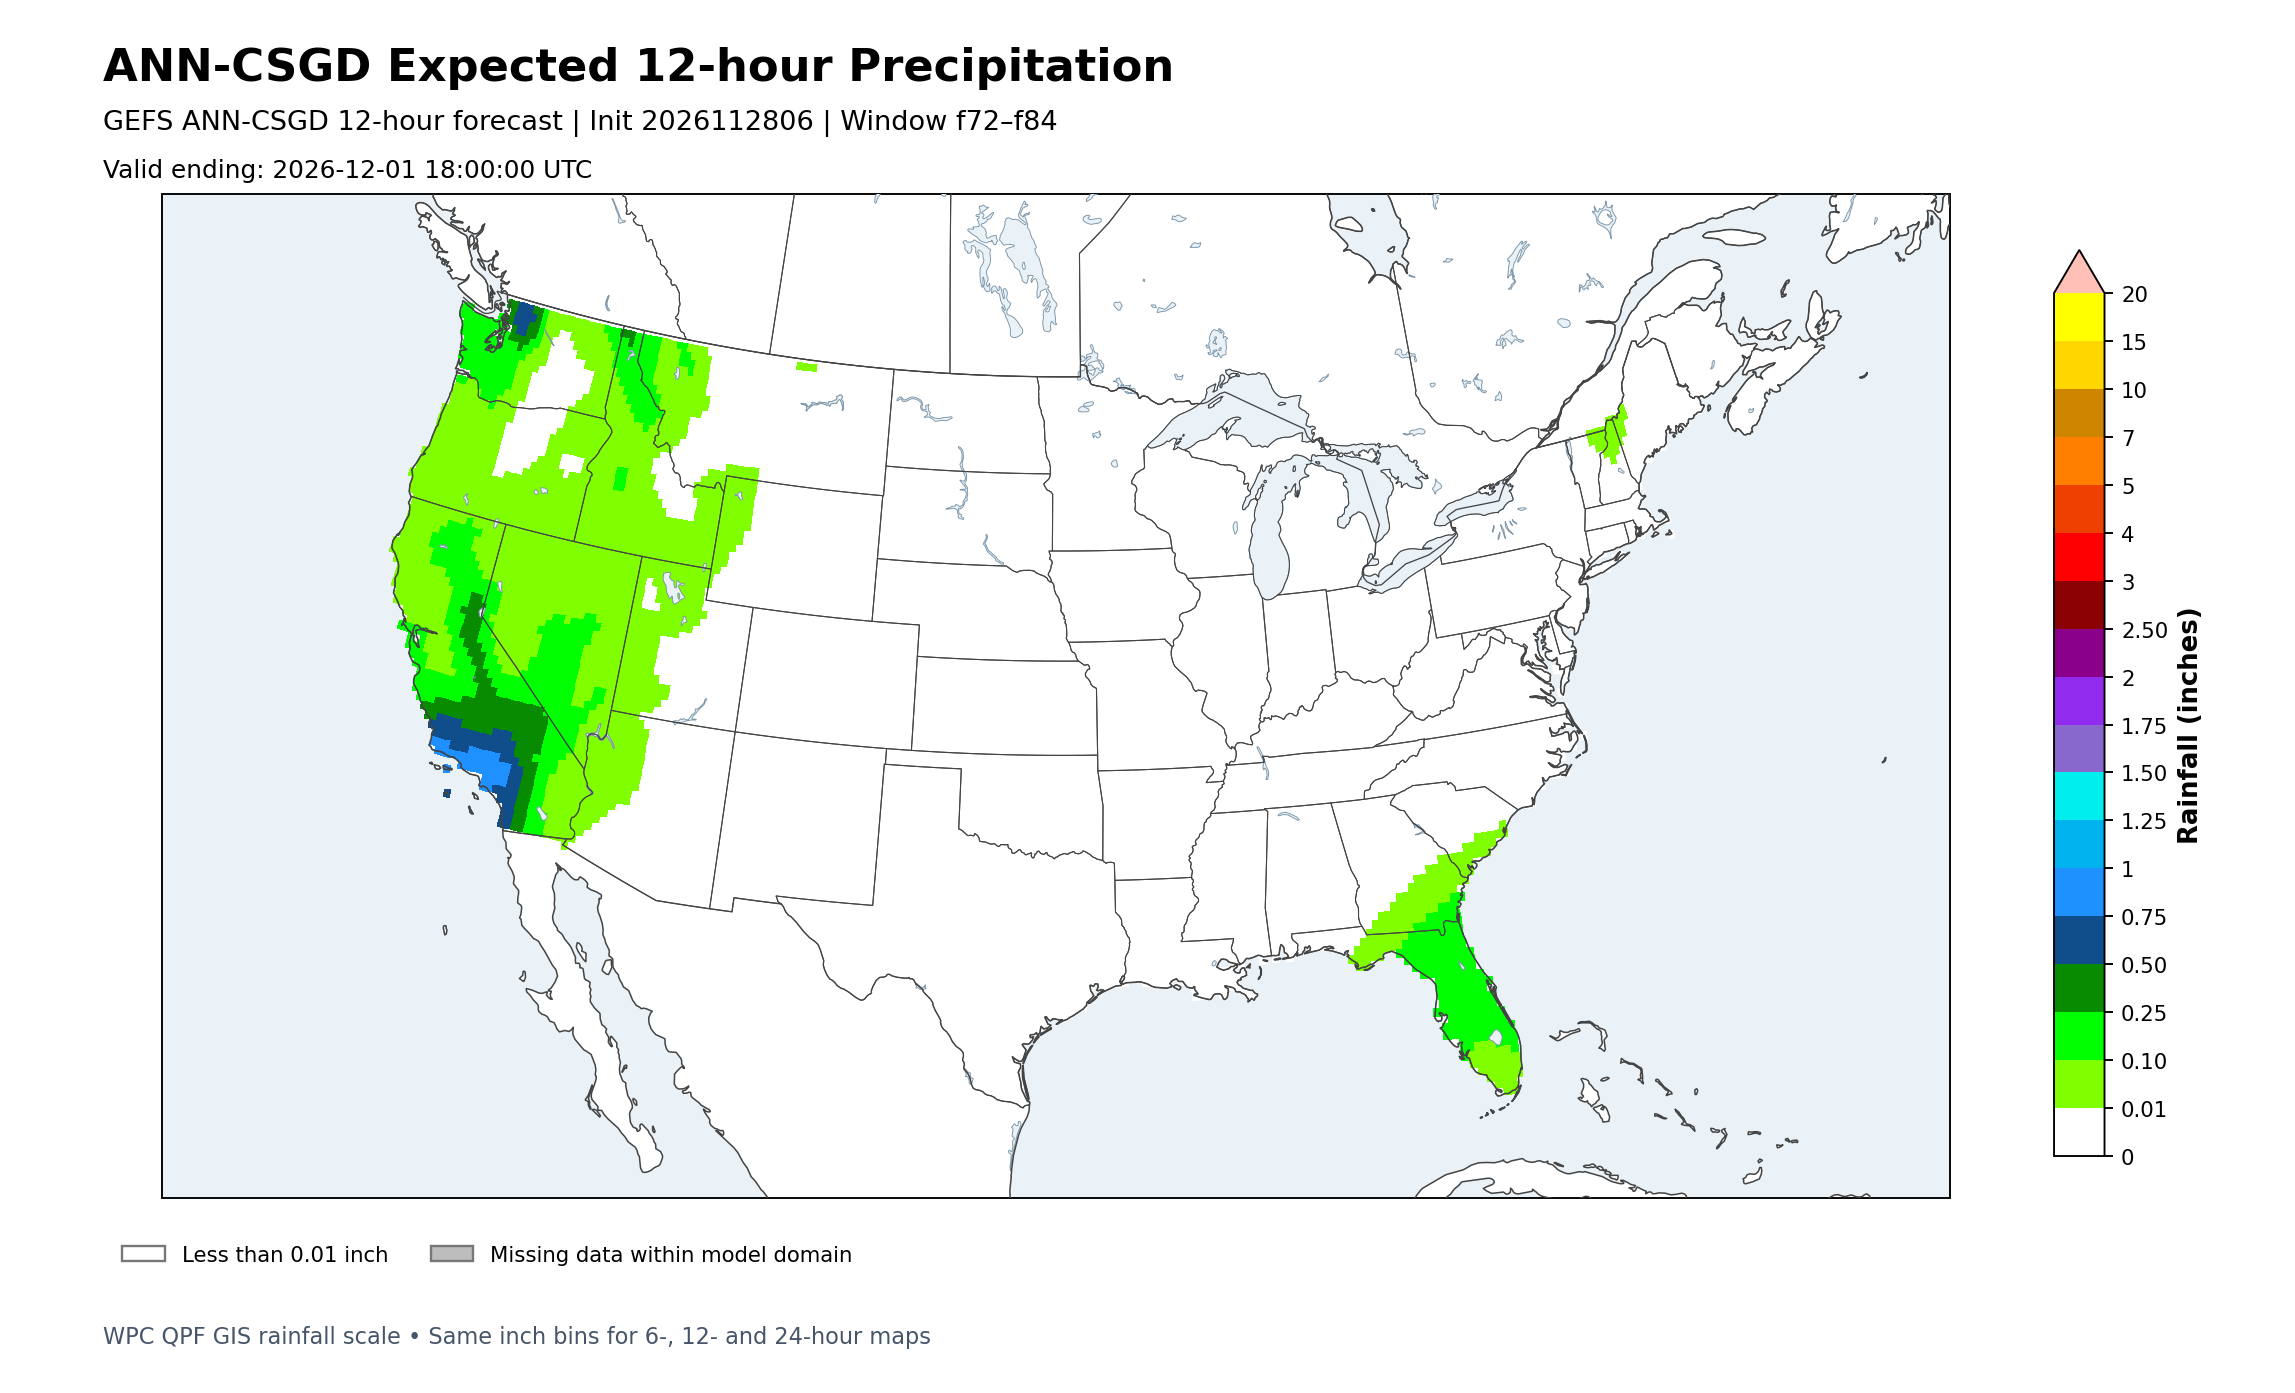 ANN-CSGD Expected 12-hour Precipitation
GEFS ANN-CSGD 12-hour forecast | Init 2026112806 | Window f72–f84
Valid ending: 2026-12-01 18:00:00 UTC
20
15
10
7
5
4
3
2.50
2
1.75
1.50
1.25
1
0.75
0.50
0.25
0.10
0.01
0
Rainfall (inches)
Less than 0.01 inch
Missing data within model domain
WPC QPF GIS rainfall scale • Same inch bins for 6-, 12- and 24-hour maps